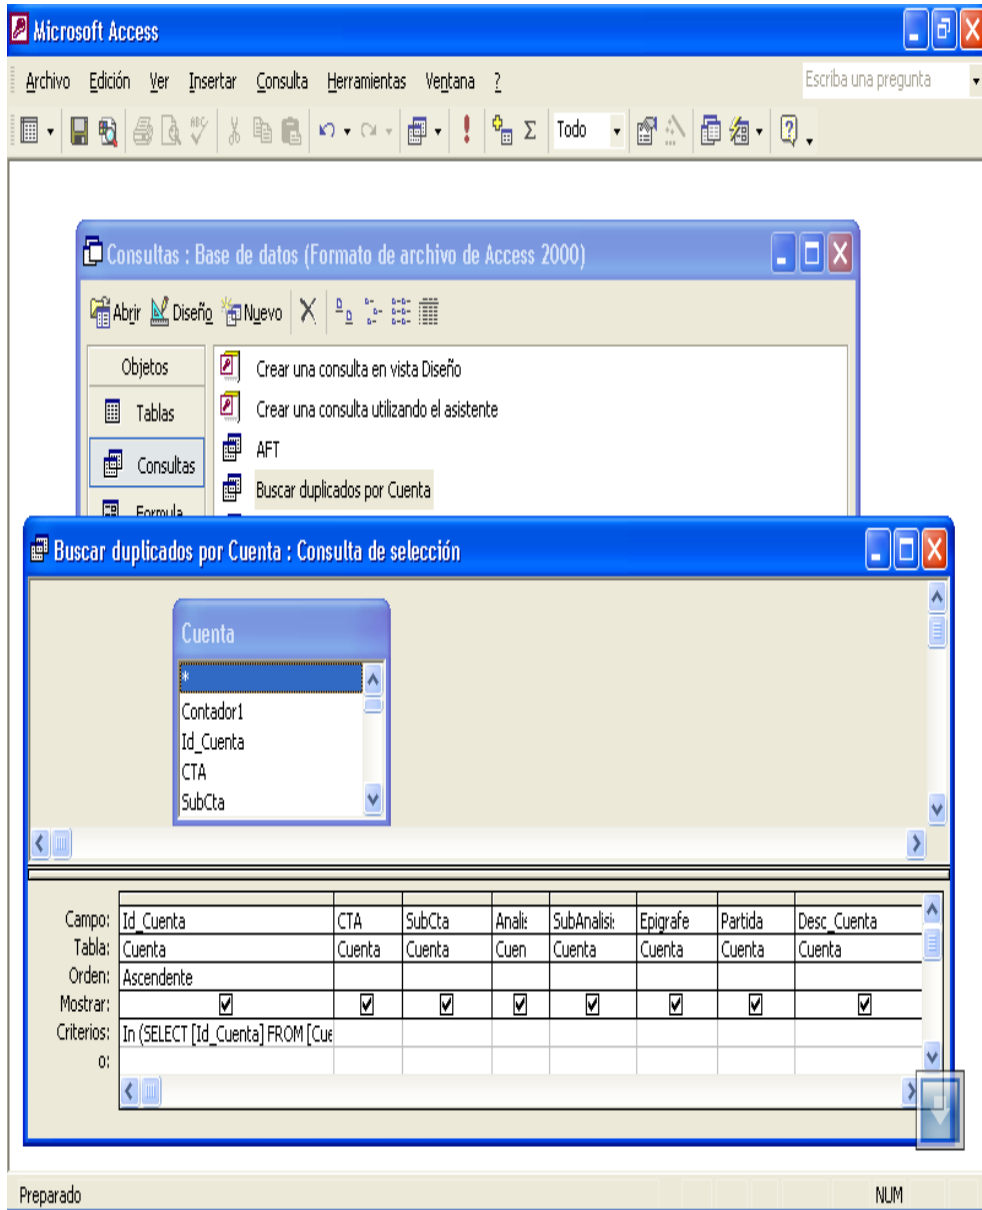 Microsoft Access
Archivo Edición Ver Insertar Consulta Herramientas Ventana ?
Escriba una pregunta
ABC
Σ Todo
Consultas : Base de datos (Formato de archivo de Access 2000)
Abrir Diseño Nuevo
Objetos
Tablas
Consultas
Formula
Crear una consulta en vista Diseño
Crear una consulta utilizando el asistente
AFT
Buscar duplicados por Cuenta
Buscar duplicados por Cuenta : Consulta de selección
Cuenta
*
Contador1
Id_Cuenta
CTA
SubCta
Campo: Id_Cuenta CTA SubCta Analis SubAnalisis Epigrafe Partida Desc_Cuenta
Tabla: Cuenta Cuenta Cuenta Cuen Cuenta Cuenta Cuenta Cuenta
Orden: Ascendente
Mostrar:
Criterios: In (SELECT [Id_Cuenta] FROM [Cue
o:
Preparado
NUM